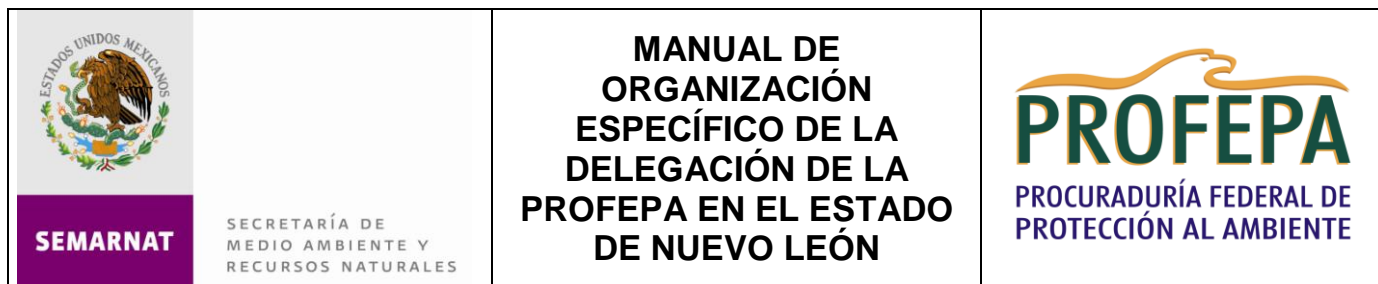 ESTADOS UNIDOS MEXICANOS
SEMARNAT
SECRETARÍA DE
MEDIO AMBIENTE Y
RECURSOS NATURALES
MANUAL DE
ORGANIZACIÓN
ESPECÍFICO DE LA
DELEGACIÓN DE LA
PROFEPA EN EL ESTADO
DE NUEVO LEÓN
PROFEPA
PROCURADURÍA FEDERAL DE
PROTECCIÓN AL AMBIENTE